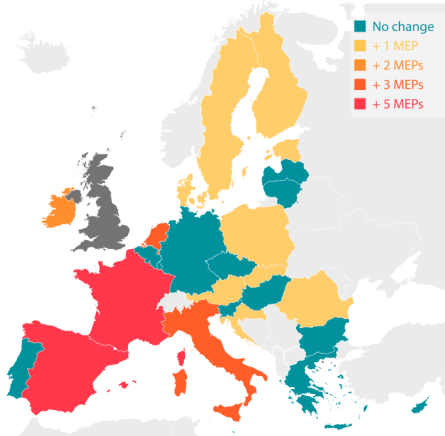 No change
+ 1 MEP
+ 2 MEPs
+ 3 MEPs
+ 5 MEPs